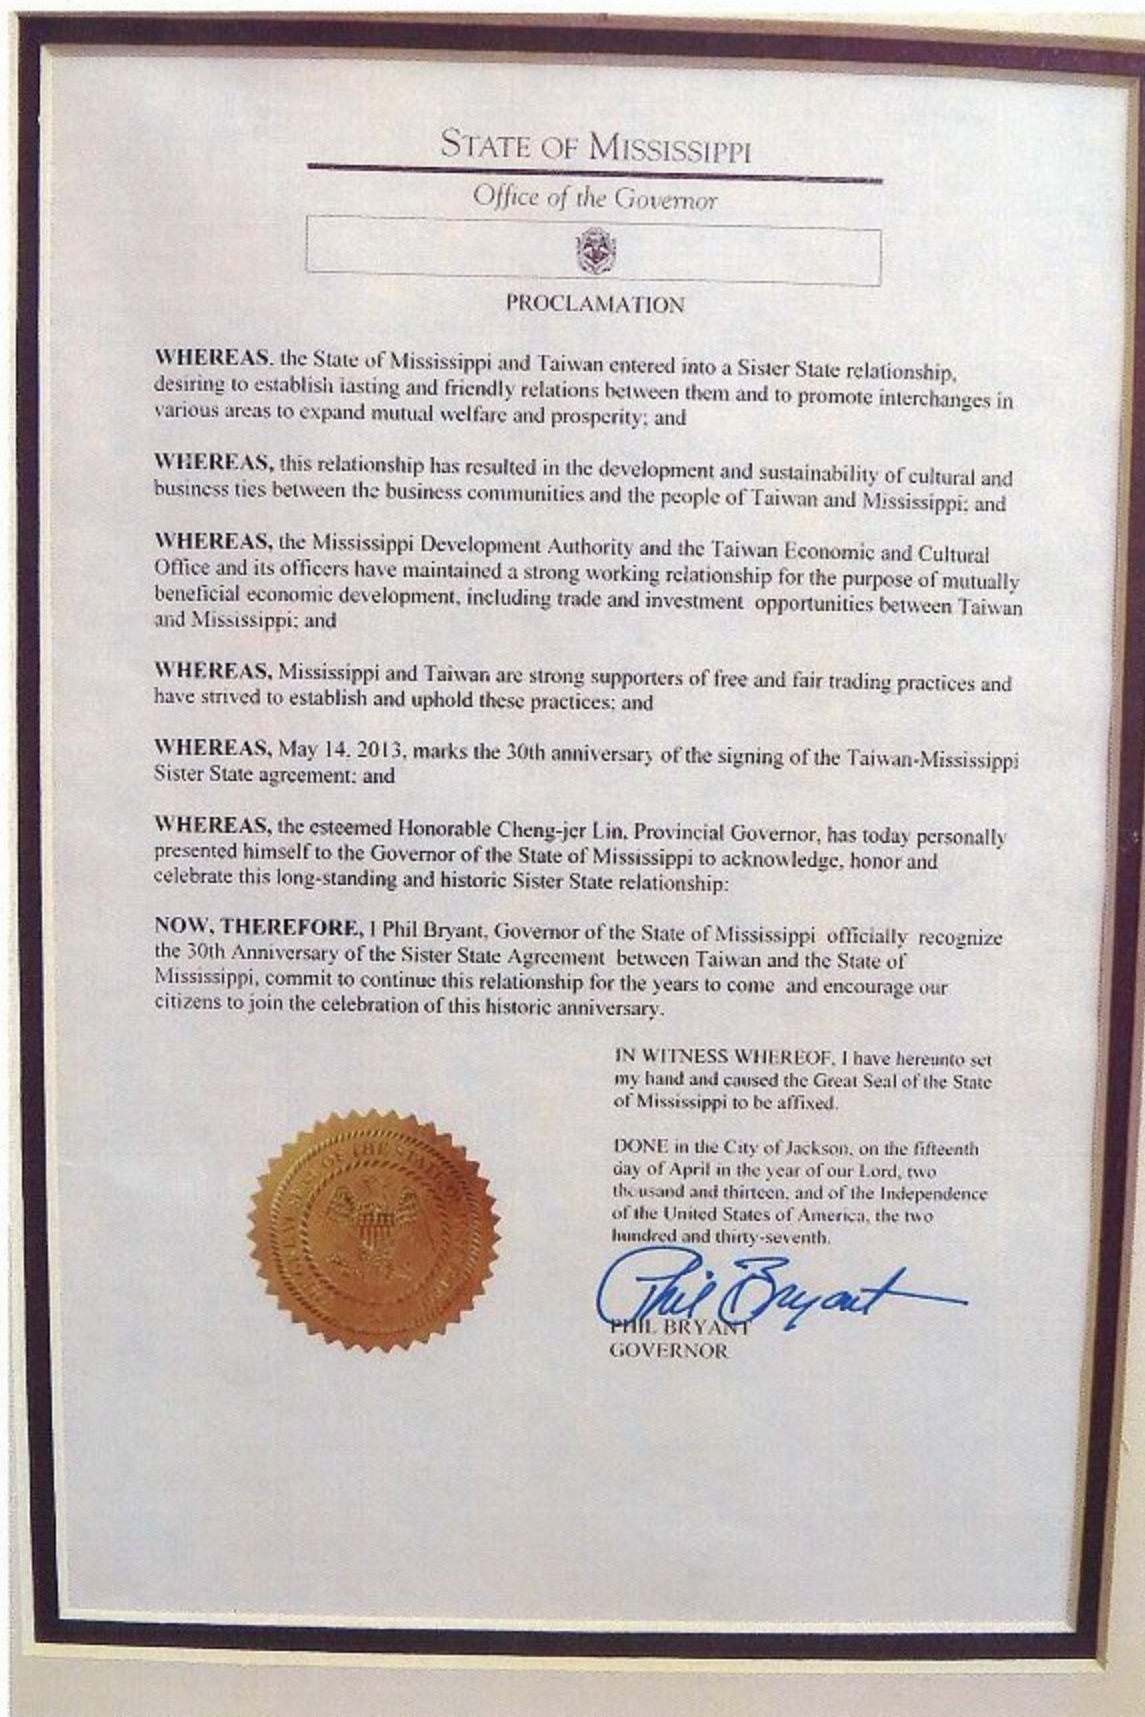 STATE OF MISSISSIPPI
Office of the Governor
PROCLAMATION
WHEREAS. the State of Mississippi and Taiwan entered into a Sister State relationship,
desiring to establish lasting and friendly relations between them and to promote interchanges in
various areas to expand mutual welfare and prosperity; and
WHEREAS, this relationship has resulted in the development and sustainability of cultural and
business ties between the business communities and the people of Taiwan and Mississippi; and
WHEREAS, the Mississippi Development Authority and the Taiwan Economic and Cultural
Office and its officers have maintained a strong working relationship for the purpose of mutually
beneficial economic development, including trade and investment opportunities between Taiwan
and Mississippi; and
WHEREAS, Mississippi and Taiwan are strong supporters of free and fair trading practices and
have strived to establish and uphold these practices; and
WHEREAS, May 14, 2013, marks the 30th anniversary of the signing of the Taiwan-Mississippi
Sister State agreement; and
WHEREAS, the esteemed Honorable Cheng-jer Lin, Provincial Governor, has today personally
presented himself to the Governor of the State of Mississippi to acknowledge, honor and
celebrate this long-standing and historic Sister State relationship:
NOW, THEREFORE, I Phil Bryant, Governor of the State of Mississippi officially recognize
the 30th Anniversary of the Sister State Agreement between Taiwan and the State of
Mississippi, commit to continue this relationship for the years to come and encourage our
citizens to join the celebration of this historic anniversary.
IN WITNESS WHEREOF, I have hereunto set
my hand and caused the Great Seal of the State
of Mississippi to be affixed.
DONE in the City of Jackson, on the fifteenth
day of April in the year of our Lord, two
thousand and thirteen, and of the Independence
of the United States of America, the two
hundred and thirty-seventh.
Phil Bryant
PHIL BRYANT
GOVERNOR
OF THE STATE OF